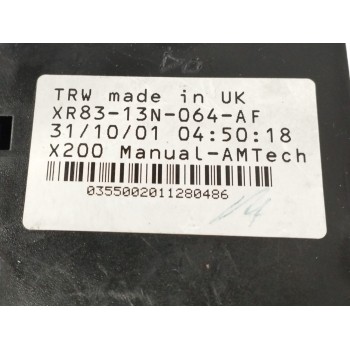 TRW made in UK
XR83-13N-064-AF
31/10/01 04:50:18
X200 Manual-AMTech
0355002011280486